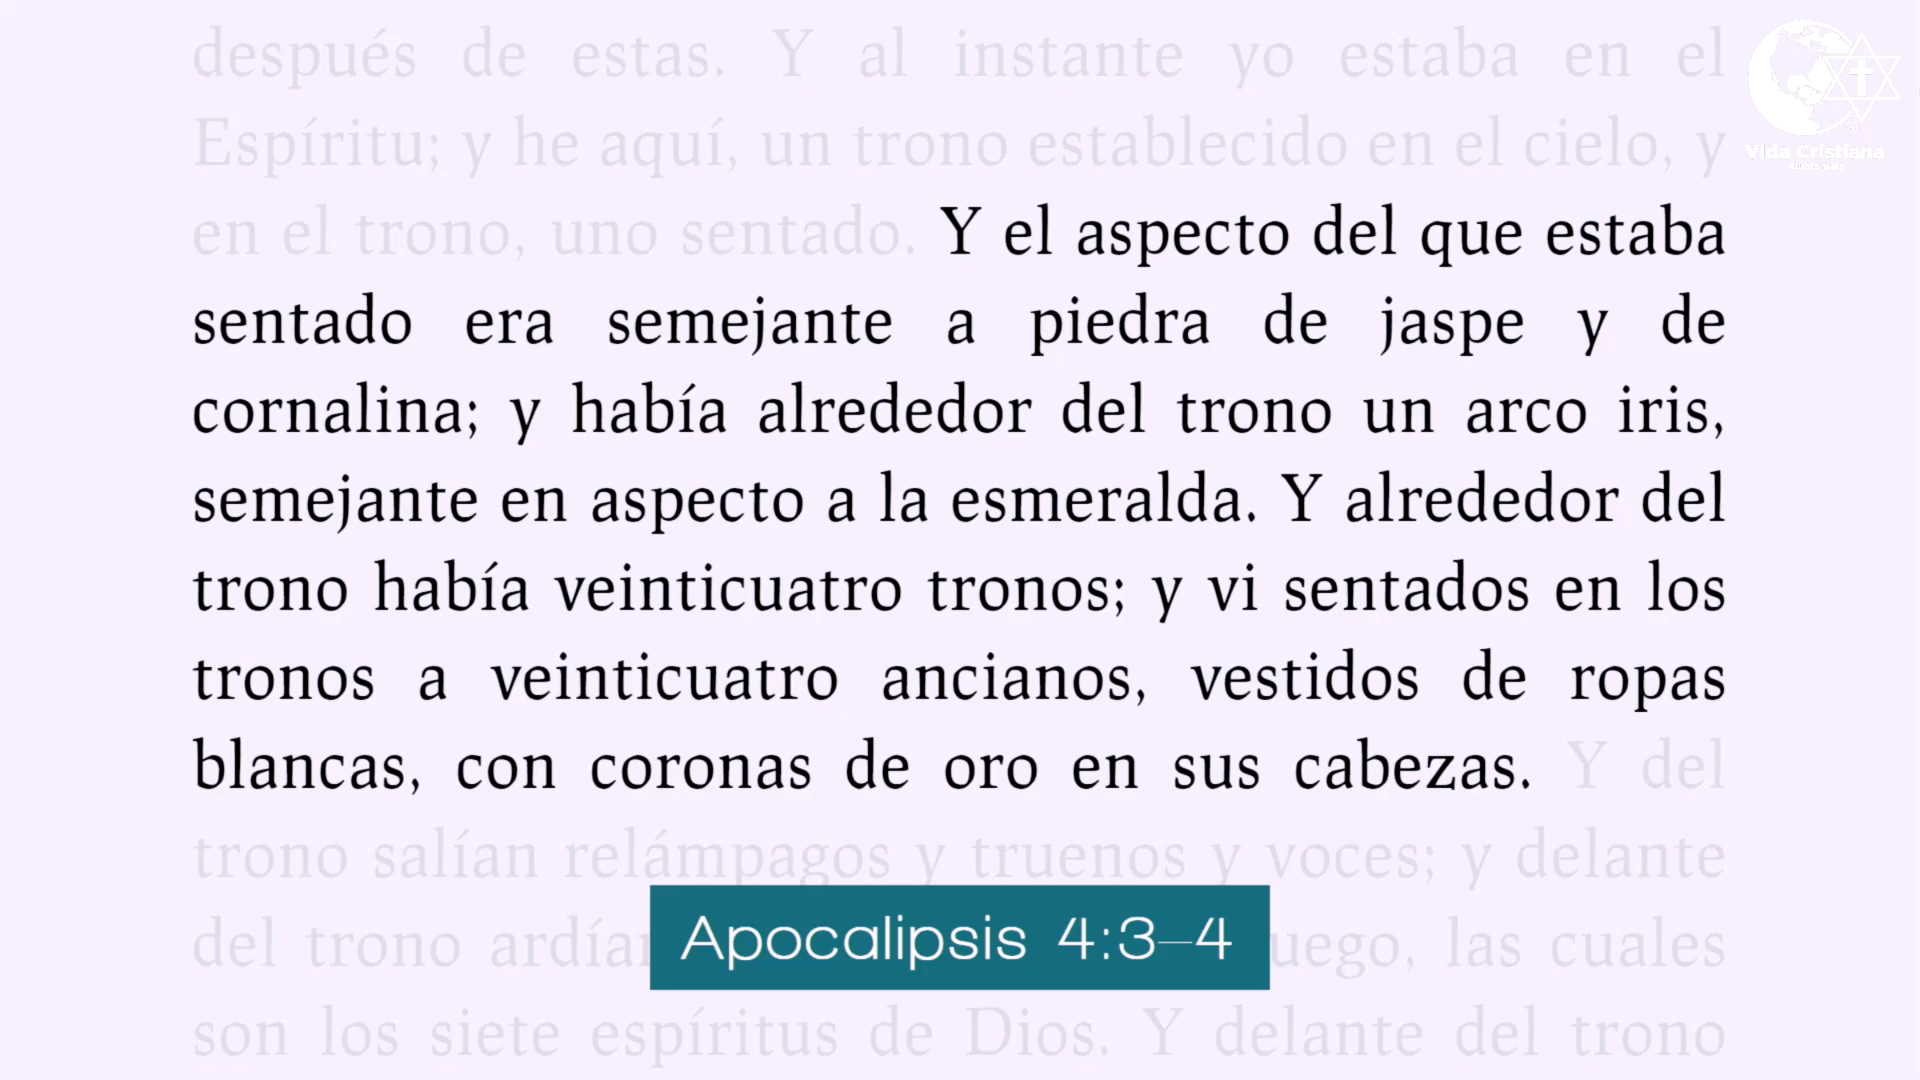 después de estas. Y al instante yo estaba en el
Espíritu; y he aquí, un trono establecido en el cielo, y
en el trono, uno sentado. Y el aspecto del que estaba
sentado era semejante a piedra de jaspe y de
cornalina; y había alrededor del trono un arco iris,
semejante en aspecto a la esmeralda. Y alrededor del
trono había veinticuatro tronos; y vi sentados en los
tronos a veinticuatro ancianos, vestidos de ropas
blancas, con coronas de oro en sus cabezas. Y del
trono salían relámpagos y truenos y voces; y delante
del trono ardían uego, las cuales
son los siete espíritus de Dios. Y delante del trono
Apocalipsis 4:3–4
Vida Cristiana